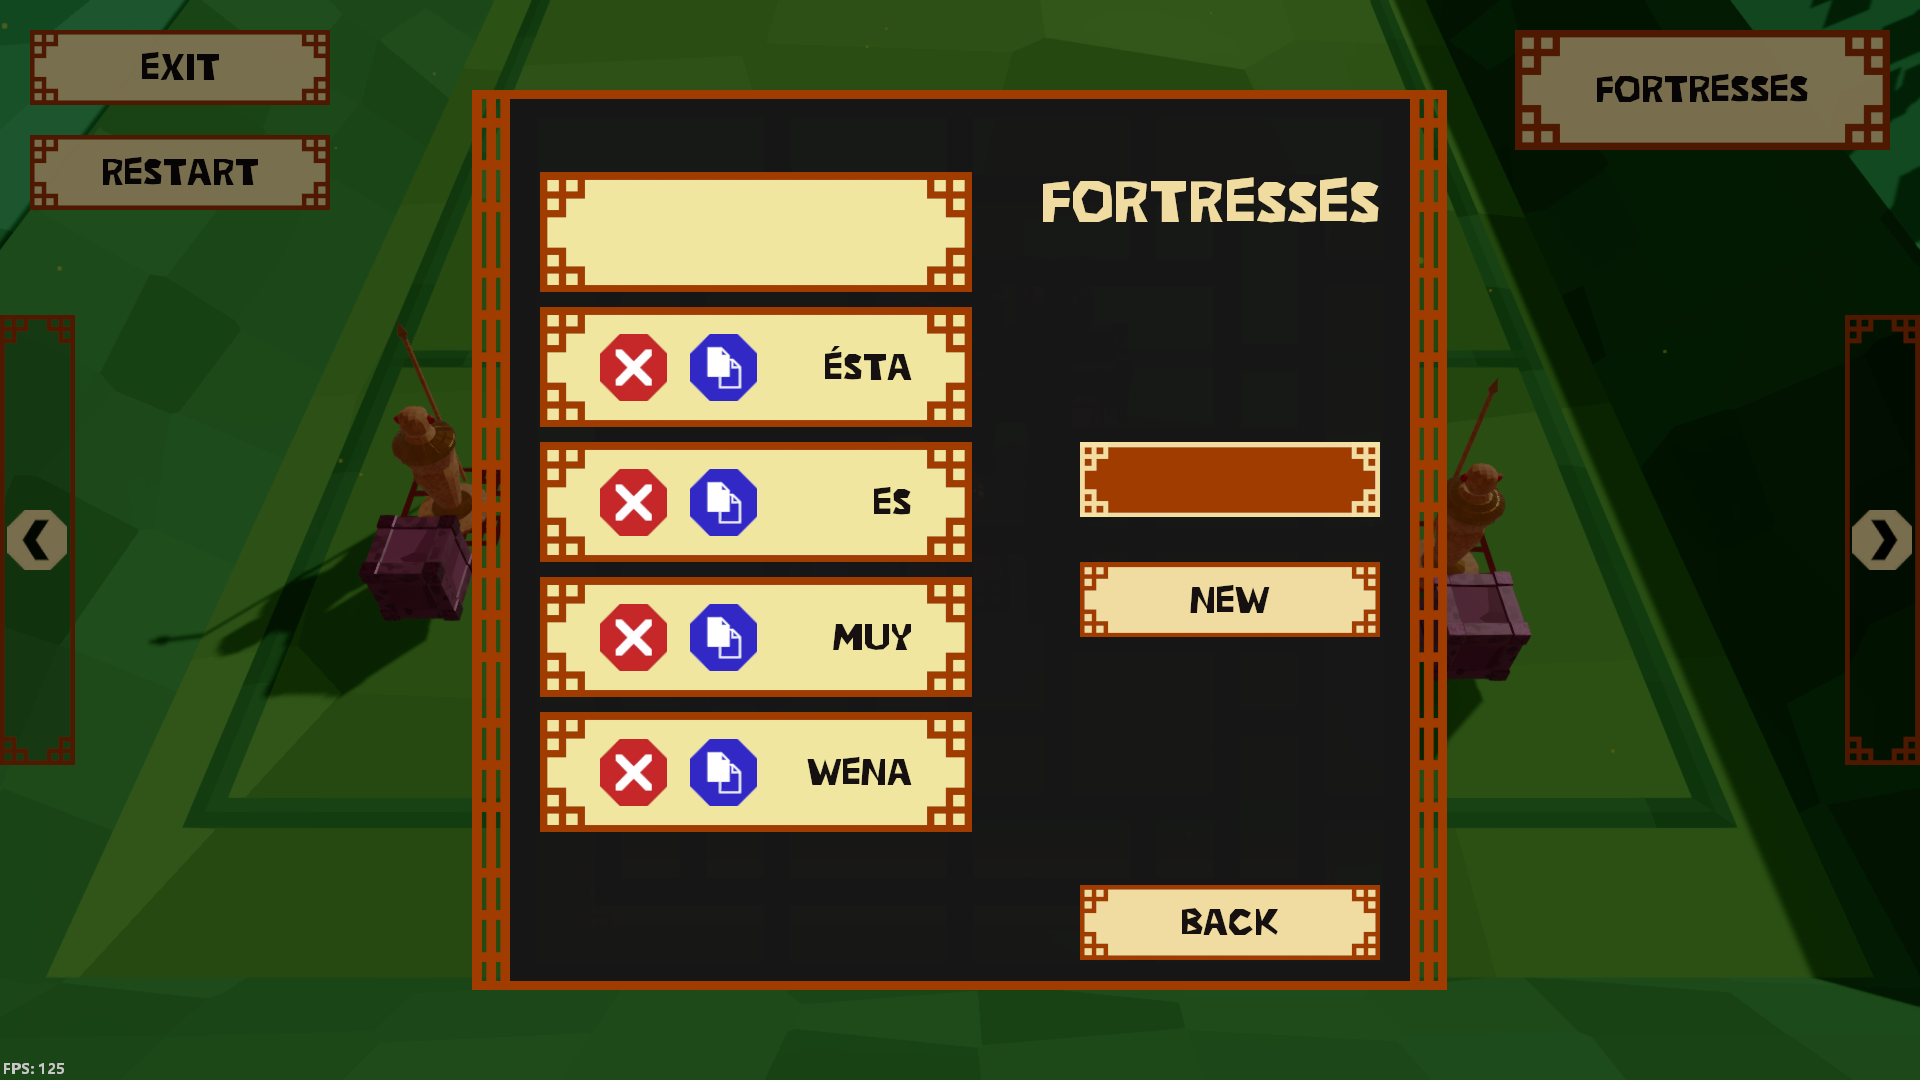 EXIT
RESTART
FORTRESSES
FORTRESSES
ÉSTA
ES
MUY
WENA
NEW
BACK
FPS: 125